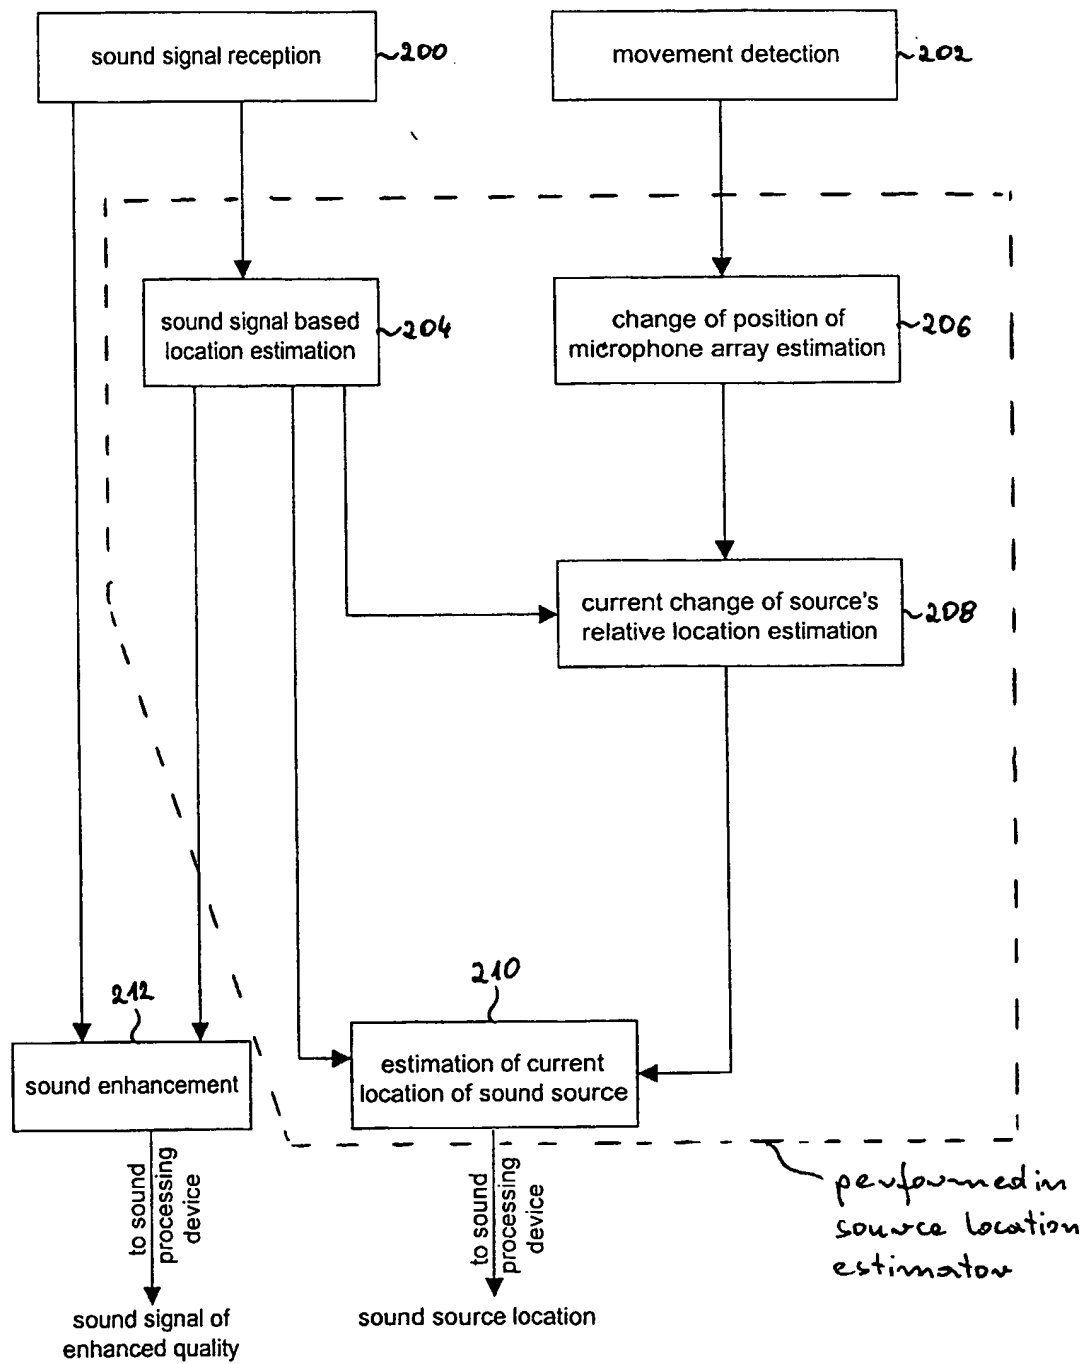 sound signal reception
200
movement detection
202
sound signal based
location estimation
204
change of position of
microphone array estimation
206
current change of source's
relative location estimation
208
212
210
sound enhancement
estimation of current
location of sound source
to sound
processing
device
to sound
processing
device
performed in
source location
estimator
sound signal of
enhanced quality
sound source location